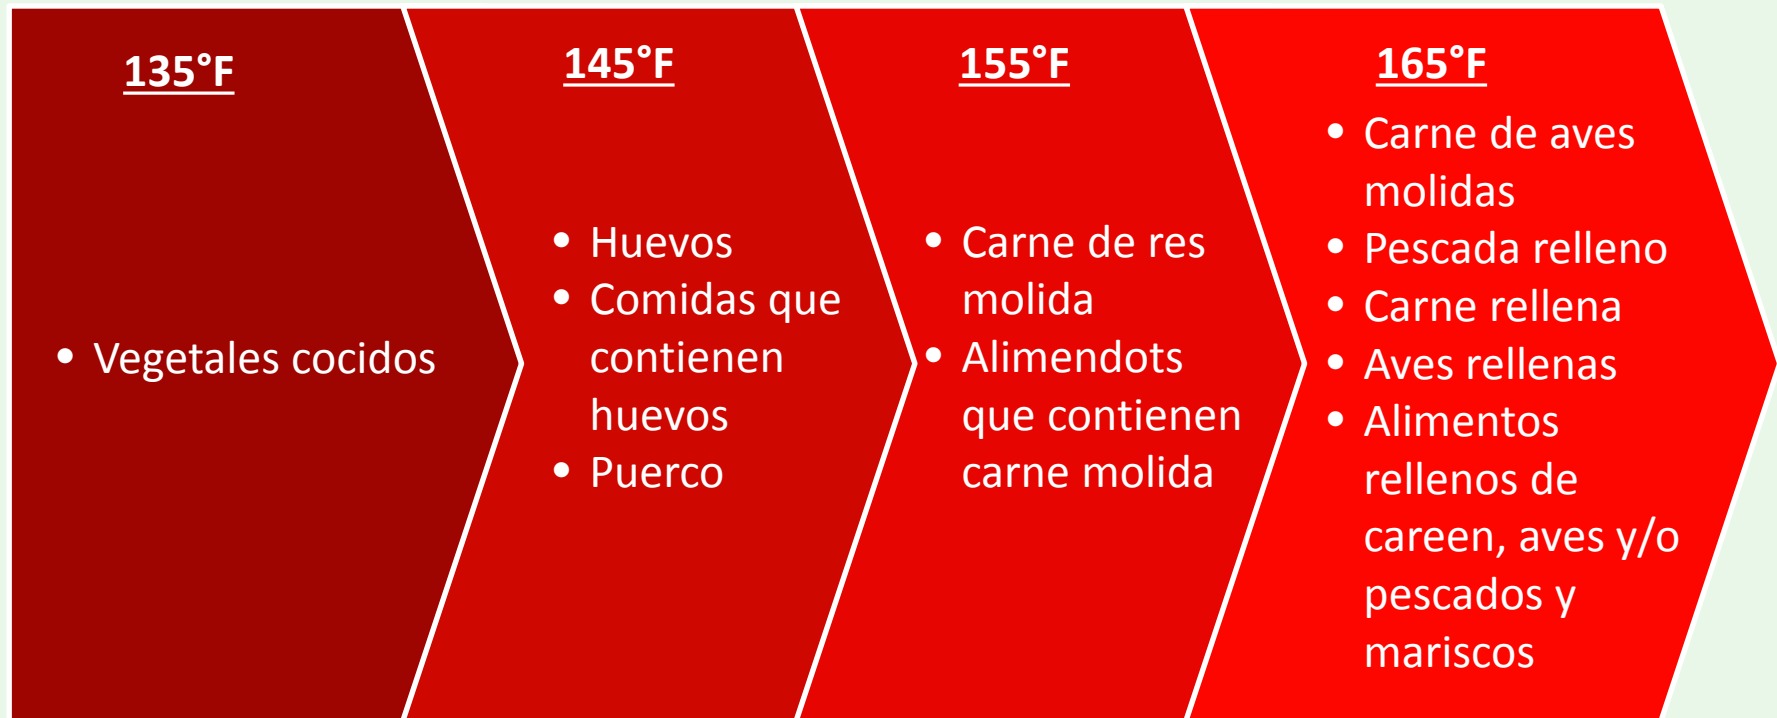 135°F
• Vegetales cocidos
145°F
• Huevos
• Comidas que
contienen
huevos
• Puerco
155°F
• Carne de res
molida
• Alimendots
que contienen
carne molida
165°F
• Carne de aves
molidas
• Pescada relleno
• Carne rellena
• Aves rellenas
• Alimentos
rellenos de
careen, aves y/o
pescados y
mariscos